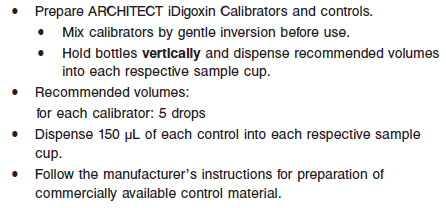 • Prepare ARCHITECT iDigoxin Calibrators and controls.
• Mix calibrators by gentle inversion before use.
• Hold bottles vertically and dispense recommended volumes
into each respective sample cup.
• Recommended volumes:
for each calibrator: 5 drops
• Dispense 150 µL of each control into each respective sample
cup.
• Follow the manufacturer's instructions for preparation of
commercially available control material.